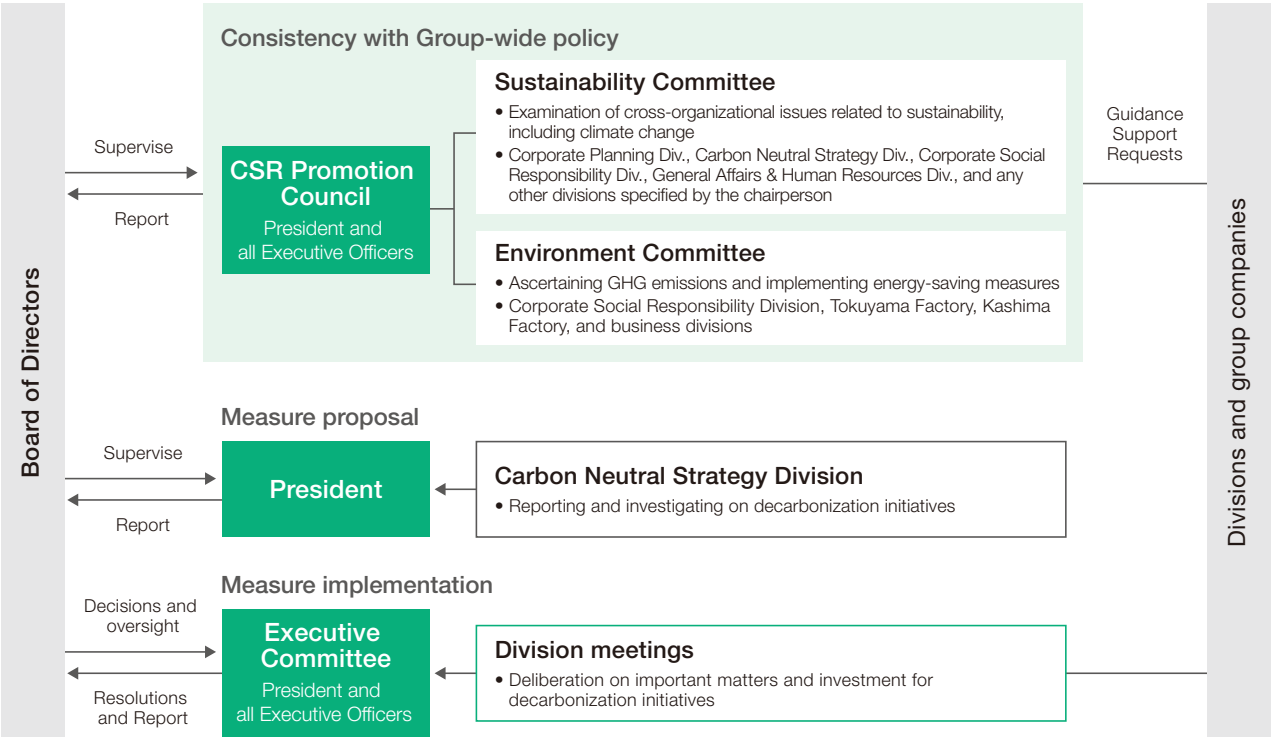 Board of Directors
Supervise
Report
Consistency with Group-wide policy
CSR Promotion
Council
President and
all Executive Officers
Sustainability Committee
• Examination of cross-organizational issues related to sustainability,
including climate change
• Corporate Planning Div., Carbon Neutral Strategy Div., Corporate Social
Responsibility Div., General Affairs & Human Resources Div., and any
other divisions specified by the chairperson
Environment Committee
• Ascertaining GHG emissions and implementing energy-saving measures
• Corporate Social Responsibility Division, Tokuyama Factory, Kashima
Factory, and business divisions
Guidance
Support
Requests
Divisions and group companies
Measure proposal
Supervise
Report
President
Carbon Neutral Strategy Division
• Reporting and investigating on decarbonization initiatives
Measure implementation
Decisions and
oversight
Resolutions
and Report
Executive
Committee
President and
all Executive Officers
Division meetings
• Deliberation on important matters and investment for
decarbonization initiatives